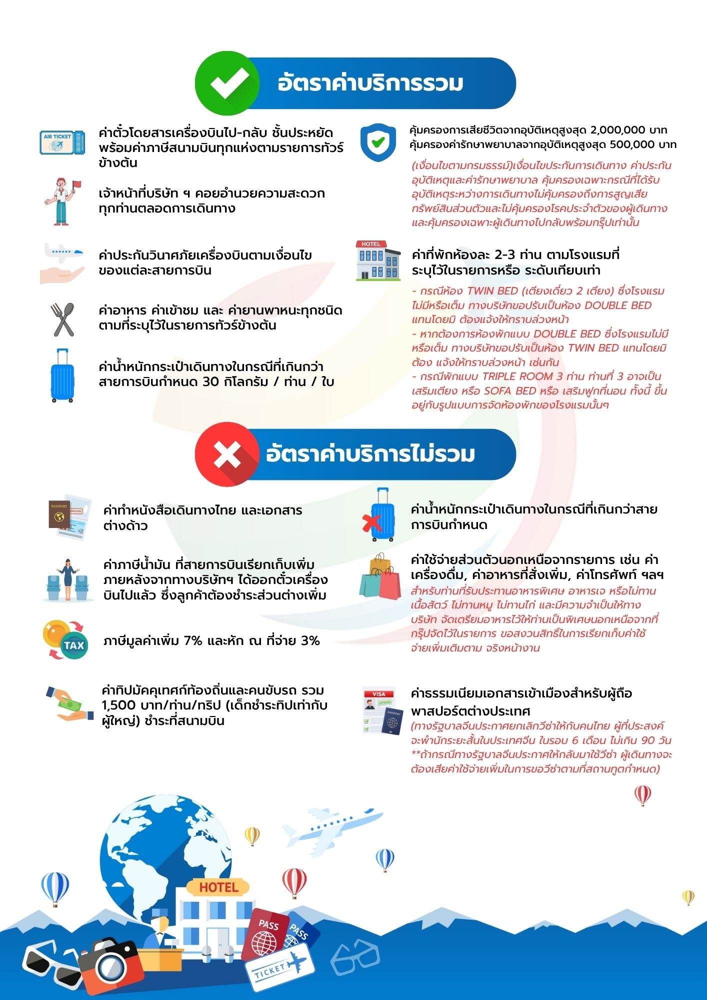 อัตราค่าบริการรวม
AIR TICKET
ค่าตั๋วโดยสารเครื่องบินไป-กลับ ชั้นประหยัด
พร้อมค่าภาษีสนามบินทุกแห่งตามรายการทัวร์
ข้างต้น
เจ้าหน้าที่บริษัท ฯ คอยอำนวยความสะดวก
ทุกท่านตลอดการเดินทาง
ค่าประกันวินาศภัยเครื่องบินตามเงื่อนไข
ของแต่ละสายการบิน
ค่าอาหาร ค่าเข้าชม และ ค่ายานพาหนะทุกชนิด
ตามที่ระบุไว้ในรายการทัวร์ข้างต้น
ค่าน้ำหนักกระเป๋าเดินทางในกรณีที่เกินกว่า
สายการบินกำหนด 30 กิโลกรัม / ท่าน / ใบ
คุ้มครองการเสียชีวิตจากอุบัติเหตุสูงสุด 2,000,000 บาท
คุ้มครองค่ารักษาพยาบาลจากอุบัติเหตุสูงสุด 500,000 บาท
(เงื่อนไขตามกรมธรรม์)เงื่อนไขประกันการเดินทาง ค่าประกัน
อุบัติเหตุและค่ารักษาพยาบาล คุ้มครองเฉพาะกรณีที่ได้รับ
อุบัติเหตุระหว่างการเดินทางไม่คุ้มครองถึงการสูญเสีย
ทรัพย์สินส่วนตัวและไม่คุ้มครองโรคประจำตัวของผู้เดินทาง
และคุ้มครองเฉพาะผู้เดินทางไปกลับพร้อมกรุ๊ปเท่านั้น
HOTEL
ค่าที่พักห้องละ 2-3 ท่าน ตามโรงแรมที่
ระบุไว้ในรายการหรือ ระดับเทียบเท่า
- กรณีห้อง TWIN BED (เตียงเดี่ยว 2 เตียง) ซึ่งโรงแรม
ไม่มีหรือเต็ม ทางบริษัทขอปรับเป็นห้อง DOUBLE BED
แทนโดยมิ ต้องแจ้งให้ทราบล่วงหน้า
- หากต้องการห้องพักแบบ DOUBLE BED ซึ่งโรงแรมไม่มี
หรือเต็ม ทางบริษัทขอปรับเป็นห้อง TWIN BED แทนโดยมิ
ต้อง แจ้งให้ทราบล่วงหน้า เช่นกัน
- กรณีพักแบบ TRIPLE ROOM 3 ท่าน ท่านที่ 3 อาจเป็น
เสริมเตียง หรือ SOFA BED หรือ เสริมฟูกที่นอน ทั้งนี้ ขึ้น
อยู่กับรูปแบบการจัดห้องพักของโรงแรมนั้นๆ
อัตราค่าบริการไม่รวม
PASSPORT
ค่าทำหนังสือเดินทางไทย และเอกสาร
ต่างด้าว
ค่าภาษีน้ำมัน ที่สายการบินเรียกเก็บเพิ่ม
ภายหลังจากทางบริษัทฯ ได้ออกตั๋วเครื่อง
บินไปแล้ว ซึ่งลูกค้าต้องชำระส่วนต่างเพิ่ม
TAX
ภาษีมูลค่าเพิ่ม 7% และหัก ณ ที่จ่าย 3%
ค่าทิปมัคคุเทศก์ท้องถิ่นและคนขับรถ รวม
1,500 บาท/ท่าน/ทริป (เด็กชำระทิปเท่ากับ
ผู้ใหญ่) ชำระที่สนามบิน
ค่าน้ำหนักกระเป๋าเดินทางในกรณีที่เกินกว่าสาย
การบินกำหนด
ค่าใช้จ่ายส่วนตัวนอกเหนือจากรายการ เช่น ค่า
เครื่องดื่ม, ค่าอาหารที่สั่งเพิ่ม, ค่าโทรศัพท์ ฯลฯ
สำหรับท่านที่รับประทานอาหารพิเศษ อาหารเจ หรือไม่ทาน
เนื้อสัตว์ ไม่ทานหมู ไม่ทานไก่ และมีความจำเป็นให้ทาง
บริษัท จัดเตรียมอาหารไว้ให้ท่านเป็นพิเศษนอกเหนือจากที่
กรุ๊ปจัดไว้ในรายการ ขอสงวนสิทธิ์ในการเรียกเก็บค่าใช้
จ่ายเพิ่มเติมตาม จริงหน้างาน
VISA
APPROVED
PASSPORT
ค่าธรรมเนียมเอกสารเข้าเมืองสำหรับผู้ถือ
พาสปอร์ตต่างประเทศ
(ทางรัฐบาลจีนประกาศยกเลิกวีซ่าให้กับคนไทย ผู้ที่ประสงค์
จะพำนักระยะสั้นในประเทศจีน ในรอบ 6 เดือน ไม่เกิน 90 วัน
**ถ้ากรณีทางรัฐบาลจีนประกาศให้กลับมาใช้วีซ่า ผู้เดินทางจะ
ต้องเสียค่าใช้จ่ายเพิ่มในการขอวีซ่าตามที่สถานทูตกำหนด)
HOTEL
PASS
PASS
TICKET